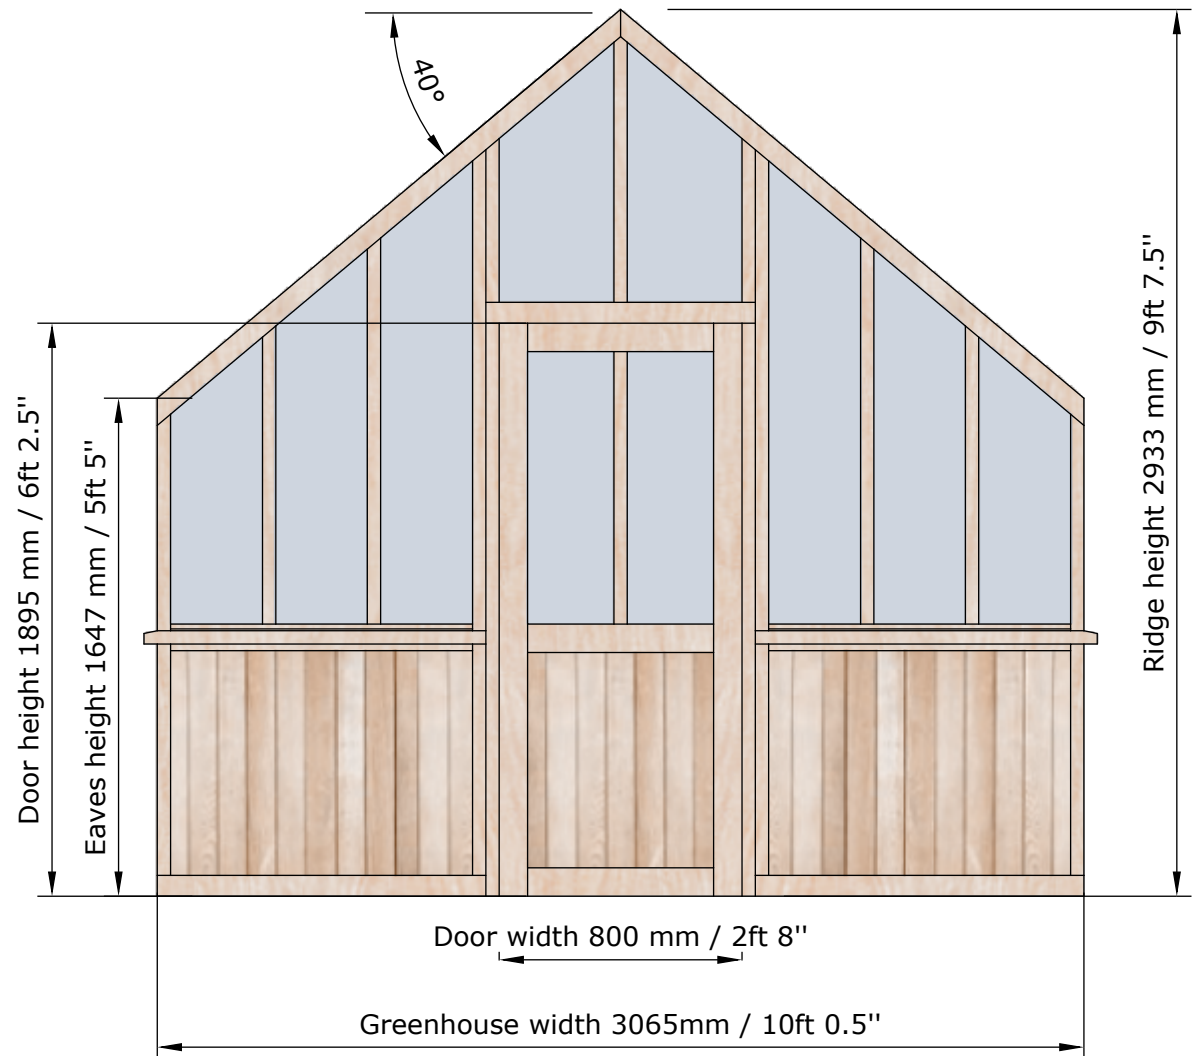 40°
Door height 1895 mm / 6ft 2.5"
Eaves height 1647 mm / 5ft 5"
Ridge height 2933 mm / 9ft 7.5"
Door width 800 mm / 2ft 8"
Greenhouse width 3065mm / 10ft 0.5"